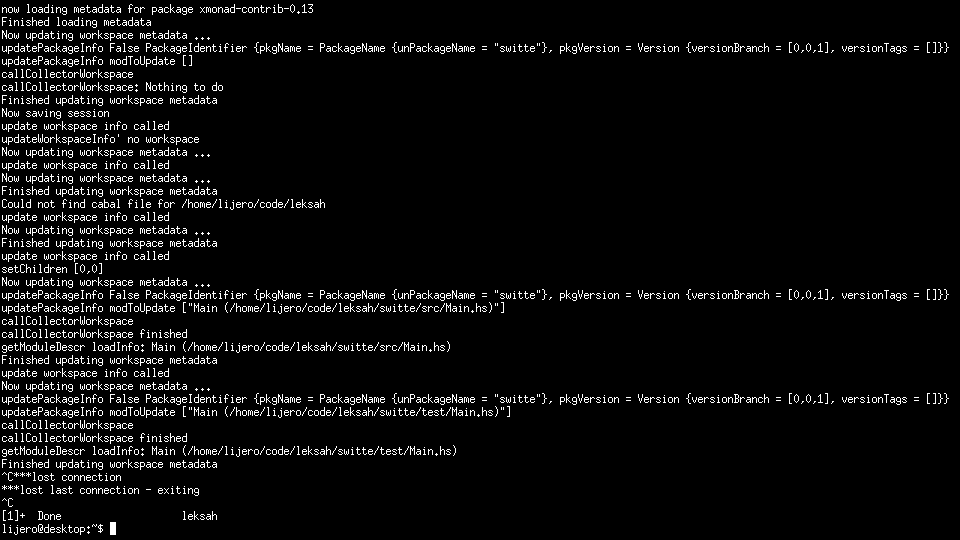 now loading metadata for package xmonad-contrib-0.13
Finished loading metadata
Now updating workspace metadata ...
updatePackageInfo False PackageIdentifier {pkgName = PackageName {unPackageName = "switte"}, pkgVersion = Version {versionBranch = [0,0,1], versionTags = []}}
updatePackageInfo modToUpdate []
callCollectorWorkspace
callCollectorWorkspace: Nothing to do
Finished updating workspace metadata
Now saving session
update workspace info called
updateWorkspaceInfo' no workspace
Now updating workspace metadata ...
update workspace info called
Now updating workspace metadata ...
Finished updating workspace metadata
Could not find cabal file for /home/lijero/code/leksah
update workspace info called
Now updating workspace metadata ...
Finished updating workspace metadata
update workspace info called
setChildren [0,0]
Now updating workspace metadata ...
updatePackageInfo False PackageIdentifier {pkgName = PackageName {unPackageName = "switte"}, pkgVersion = Version {versionBranch = [0,0,1], versionTags = []}}
updatePackageInfo modToUpdate ["Main (/home/lijero/code/leksah/switte/src/Main.hs)"]
callCollectorWorkspace
callCollectorWorkspace finished
getModuleDescr loadInfo: Main (/home/lijero/code/leksah/switte/src/Main.hs)
Finished updating workspace metadata
update workspace info called
Now updating workspace metadata ...
updatePackageInfo False PackageIdentifier {pkgName = PackageName {unPackageName = "switte"}, pkgVersion = Version {versionBranch = [0,0,1], versionTags = []}}
updatePackageInfo modToUpdate ["Main (/home/lijero/code/leksah/switte/test/Main.hs)"]
callCollectorWorkspace
callCollectorWorkspace finished
getModuleDescr loadInfo: Main (/home/lijero/code/leksah/switte/test/Main.hs)
Finished updating workspace metadata
^C***lost connection
***lost last connection - exiting
^C
[1]+  Done                    leksah
lijero@desktop:~$